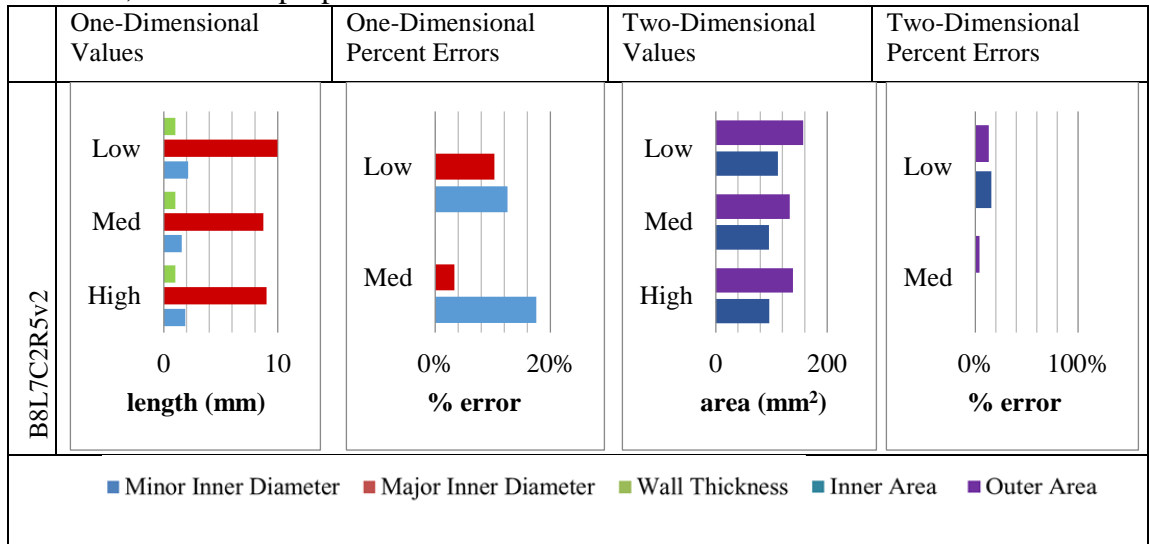 One-Dimensional
Values
One-Dimensional
Percent Errors
Two-Dimensional
Values
Two-Dimensional
Percent Errors
B8L7C2R5v2
Low
Med
High
0 10
length (mm)
Low
Med
0% 20%
% error
Low
Med
High
0 200
area (mm²)
Low
Med
0% 100%
% error
Minor Inner Diameter Major Inner Diameter Wall Thickness Inner Area Outer Area